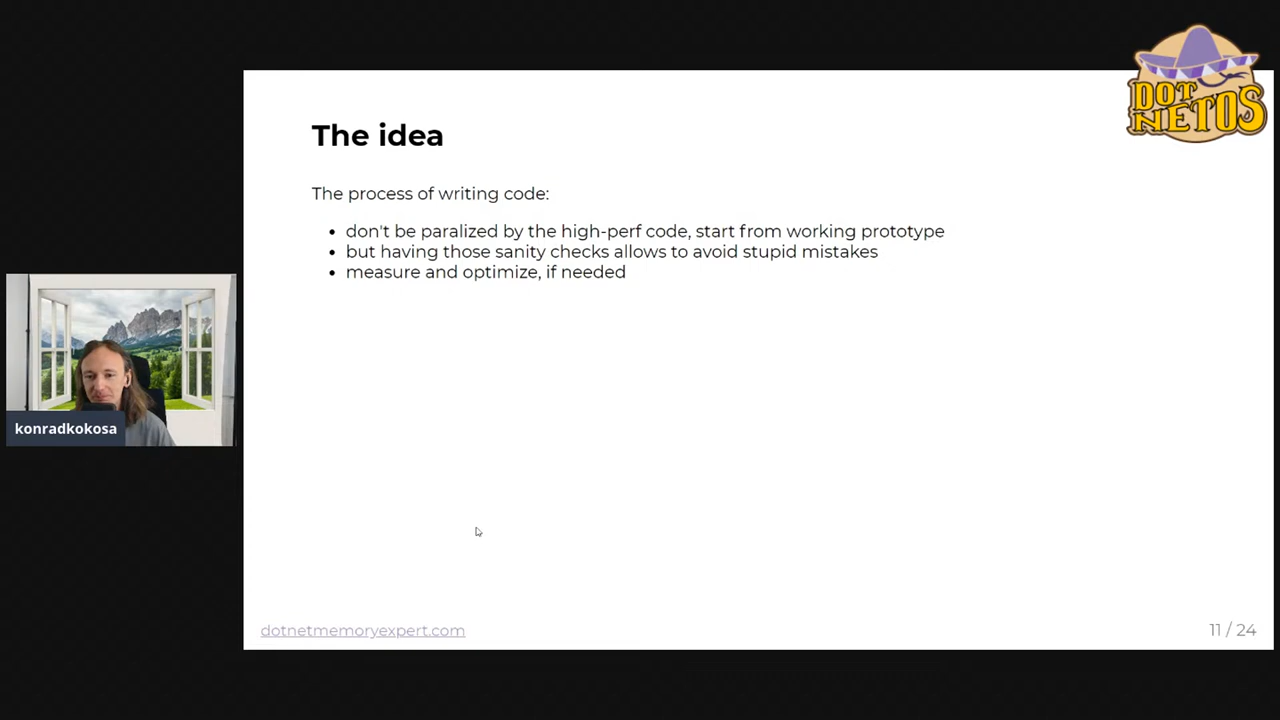 DOT
NETOS
The idea
The process of writing code:
don't be paralized by the high-perf code, start from working prototype
but having those sanity checks allows to avoid stupid mistakes
measure and optimize, if needed
konradkokosa
dotnetmemoryexpert.com
11 / 24